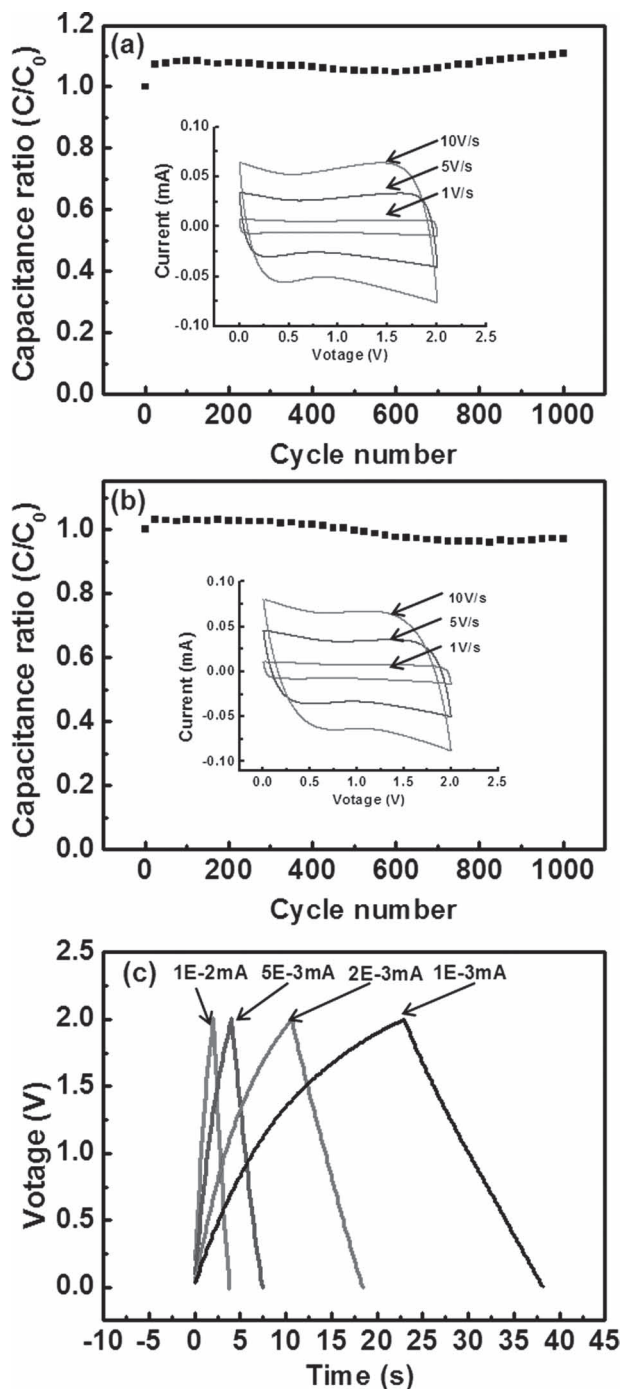 (a)
Capacitance ratio (C/C0)
1.2
1.0
0.8
0.6
0.4
0.2
0.0
0 200 400 600 800 1000
Cycle number
Current (mA)
0.10
0.05
0.00
-0.05
-0.10
0.0 0.5 1.0 1.5 2.0 2.5
Votage (V)
10V/s
5V/s
1V/s
(b)
Capacitance ratio (C/C0)
1.0
0.8
0.6
0.4
0.2
0.0
0 200 400 600 800 1000
Cycle number
Current (mA)
0.10
0.05
0.00
-0.05
-0.10
0.0 0.5 1.0 1.5 2.0 2.5
Votage (V)
10V/s
5V/s
1V/s
(c)
1E-2mA 5E-3mA 2E-3mA 1E-3mA
Votage (V)
2.5
2.0
1.5
1.0
0.5
0.0
-10 -5 0 5 10 15 20 25 30 35 40 45
Time (s)